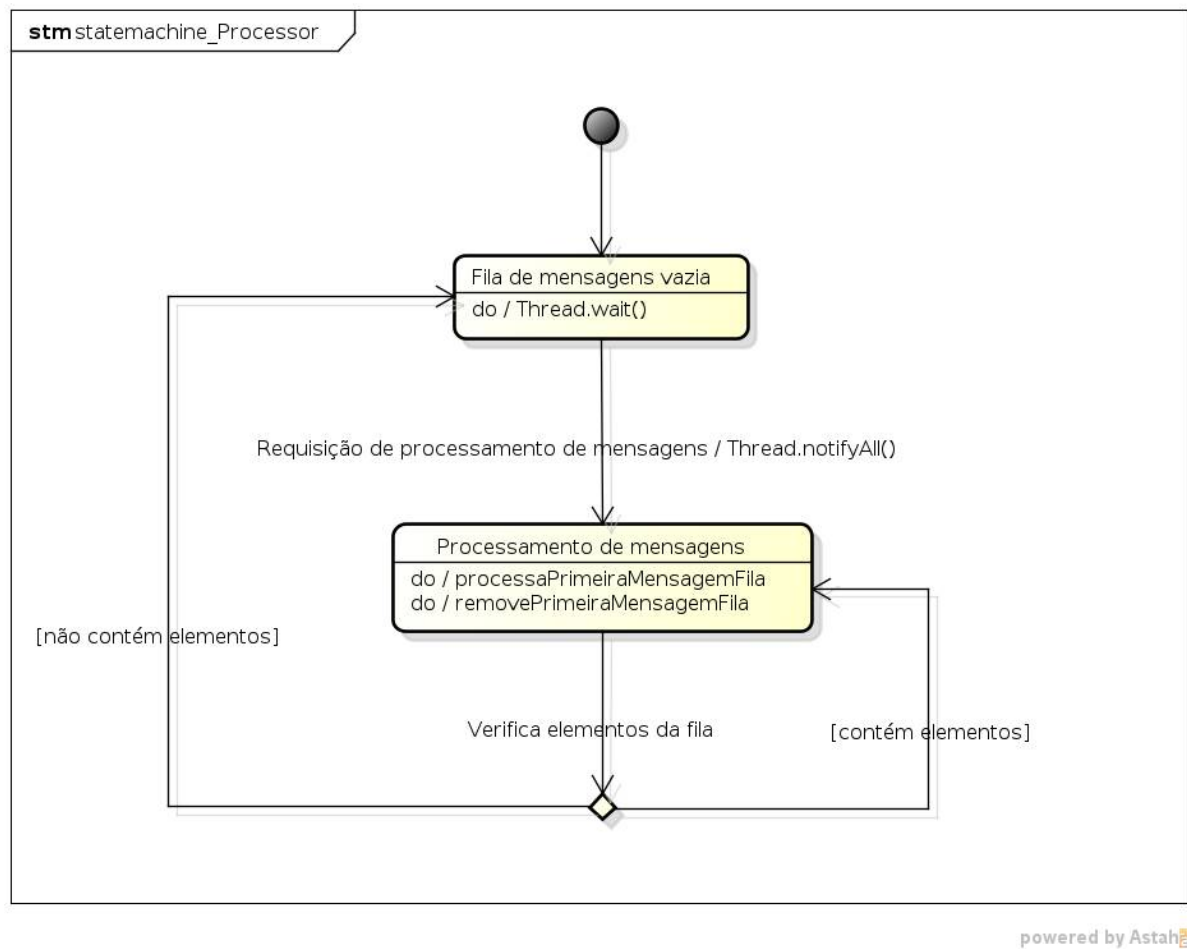 stm statemachine_Processor
Fila de mensagens vazia
do / Thread.wait()
Requisição de processamento de mensagens / Thread.notifyAll()
Processamento de mensagens
do / processaPrimeiraMensagemFila
do / removePrimeiraMensagemFila
[não contém elementos]
Verifica elementos da fila
[contém elementos]
powered by Astah